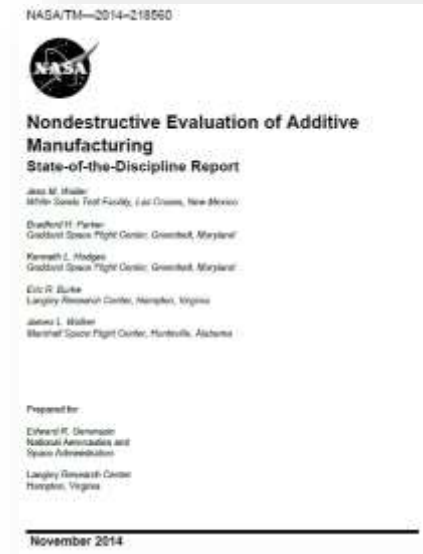 NASA/TM—2014–218560
NASA
Nondestructive Evaluation of Additive
Manufacturing
State-of-the-Discipline Report
Jess M. Waller
White Sands Test Facility, Las Cruces, New Mexico
Bradford H. Parker
Goddard Space Flight Center, Greenbelt, Maryland
Kenneth L. Hodges
Goddard Space Flight Center, Greenbelt, Maryland
Eric R. Burke
Langley Research Center, Hampton, Virginia
James L. Walker
Marshall Space Flight Center, Huntsville, Alabama
Prepared for
Edward R. Generazio
National Aeronautics and
Space Administration
Langley Research Center
Hampton, Virginia
November 2014